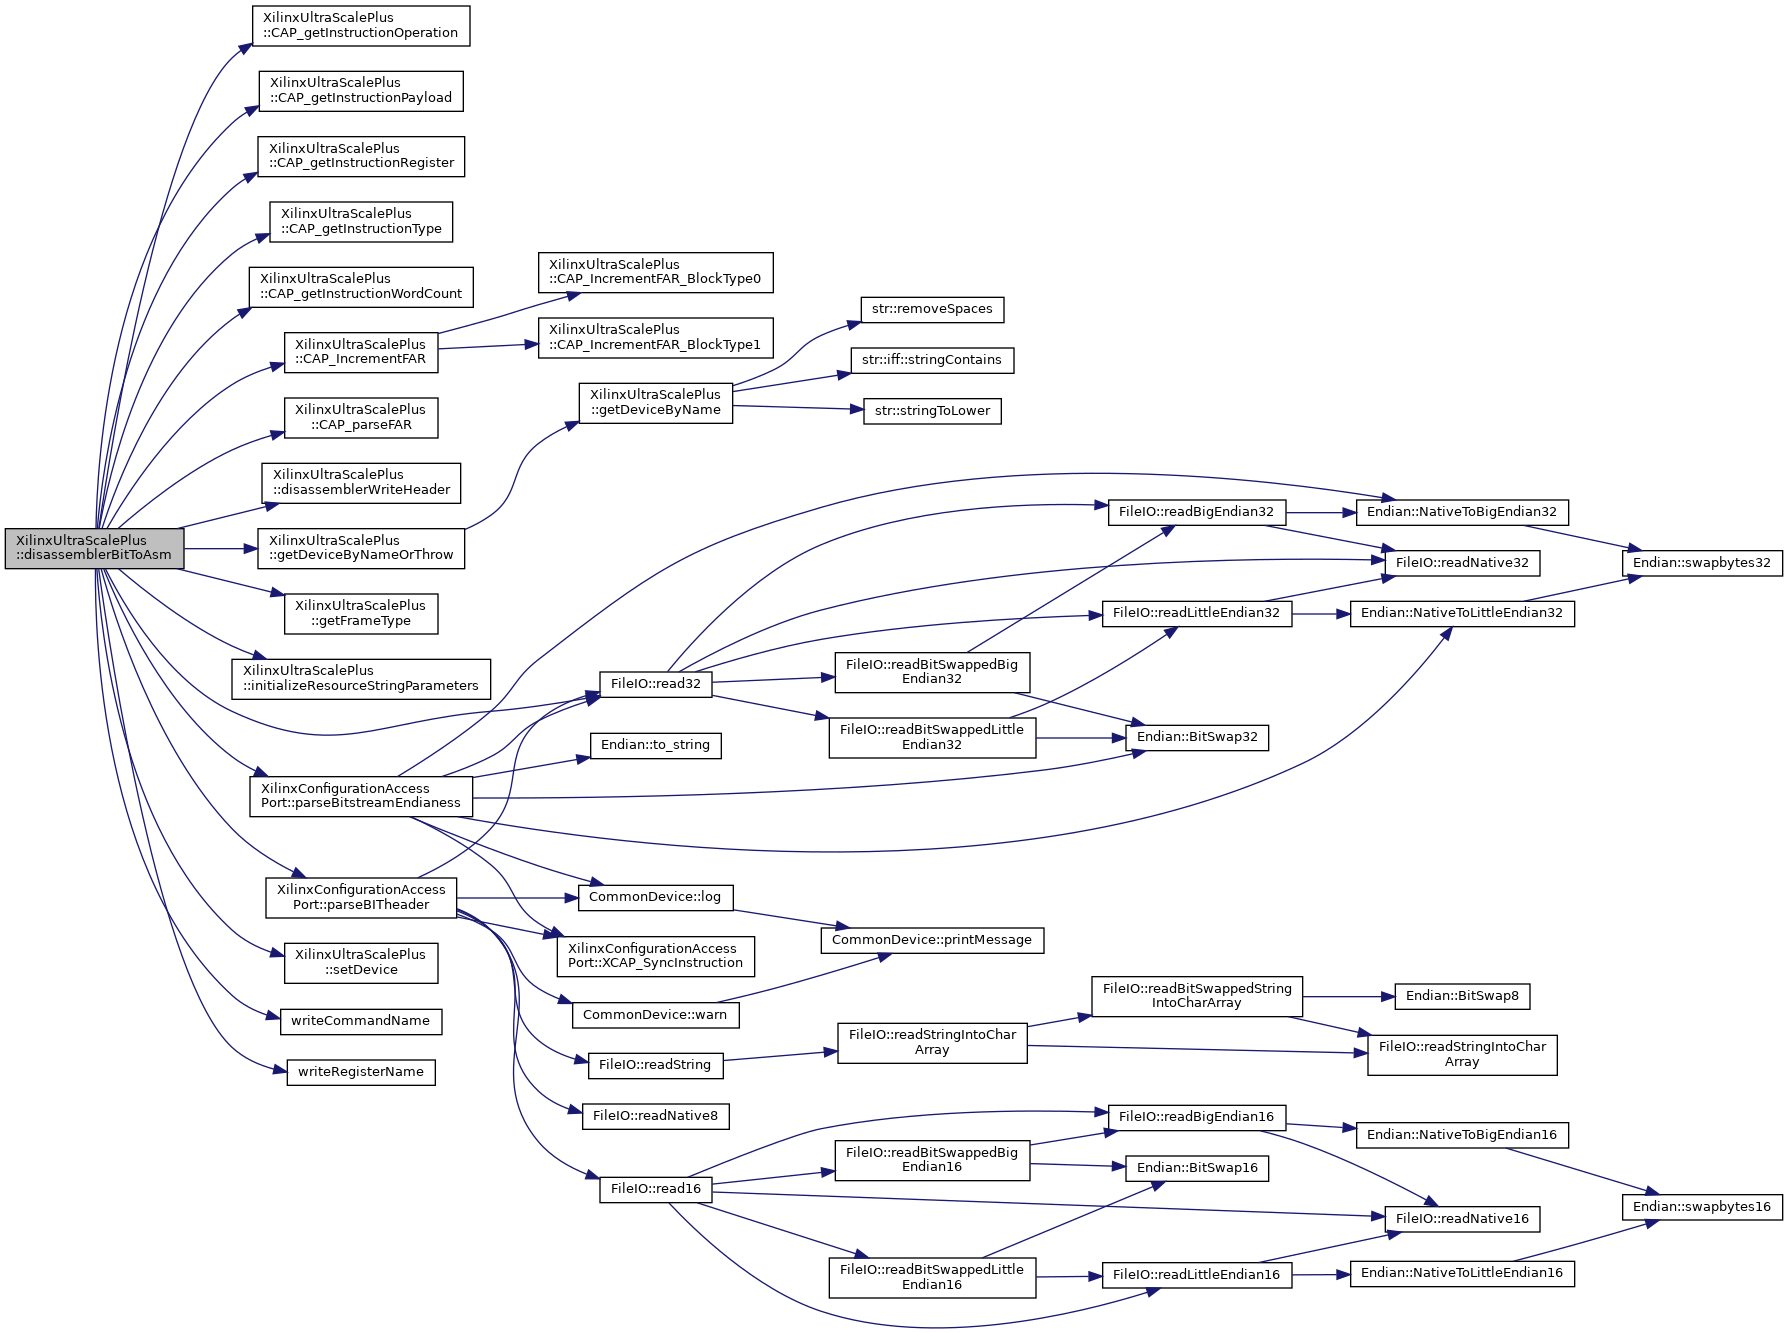 XilinxUltraScalePlus
::disassemblerBitToAsm
XilinxUltraScalePlus
::CAP_getInstructionOperation
XilinxUltraScalePlus
::CAP_getInstructionPayload
XilinxUltraScalePlus
::CAP_getInstructionRegister
XilinxUltraScalePlus
::CAP_getInstructionType
XilinxUltraScalePlus
::CAP_getInstructionWordCount
XilinxUltraScalePlus
::CAP_IncrementFAR
XilinxUltraScalePlus
::CAP_parseFAR
XilinxUltraScalePlus
::disassemblerWriteHeader
XilinxUltraScalePlus
::getDeviceByNameOrThrow
XilinxUltraScalePlus
::getFrameType
XilinxUltraScalePlus
::initializeResourceStringParameters
XilinxConfigurationAccess
Port::parseBitstreamEndianess
XilinxConfigurationAccess
Port::parseBITheader
XilinxUltraScalePlus
::setDevice
writeCommandName
writeRegisterName
XilinxUltraScalePlus
::CAP_IncrementFAR_BlockType0
XilinxUltraScalePlus
::CAP_IncrementFAR_BlockType1
XilinxUltraScalePlus
::getDeviceByName
str::removeSpaces
str::iff::stringContains
str::stringToLower
FileIO::read32
Endian::to_string
CommonDevice::log
XilinxConfigurationAccess
Port::XCAP_SyncInstruction
CommonDevice::warn
FileIO::readString
FileIO::readNative8
FileIO::read16
FileIO::readBitSwappedBig
Endian32
FileIO::readBitSwappedLittle
Endian32
CommonDevice::printMessage
FileIO::readStringIntoChar
Array
FileIO::readBitSwappedBig
Endian16
FileIO::readBitSwappedLittle
Endian16
FileIO::readBigEndian32
FileIO::readLittleEndian32
Endian::BitSwap32
FileIO::readBitSwappedString
IntoCharArray
FileIO::readBigEndian16
Endian::BitSwap16
FileIO::readLittleEndian16
Endian::NativeToBigEndian32
FileIO::readNative32
Endian::NativeToLittleEndian32
Endian::BitSwap8
FileIO::readStringIntoChar
Array
Endian::NativeToBigEndian16
FileIO::readNative16
Endian::NativeToLittleEndian16
Endian::swapbytes32
Endian::swapbytes16